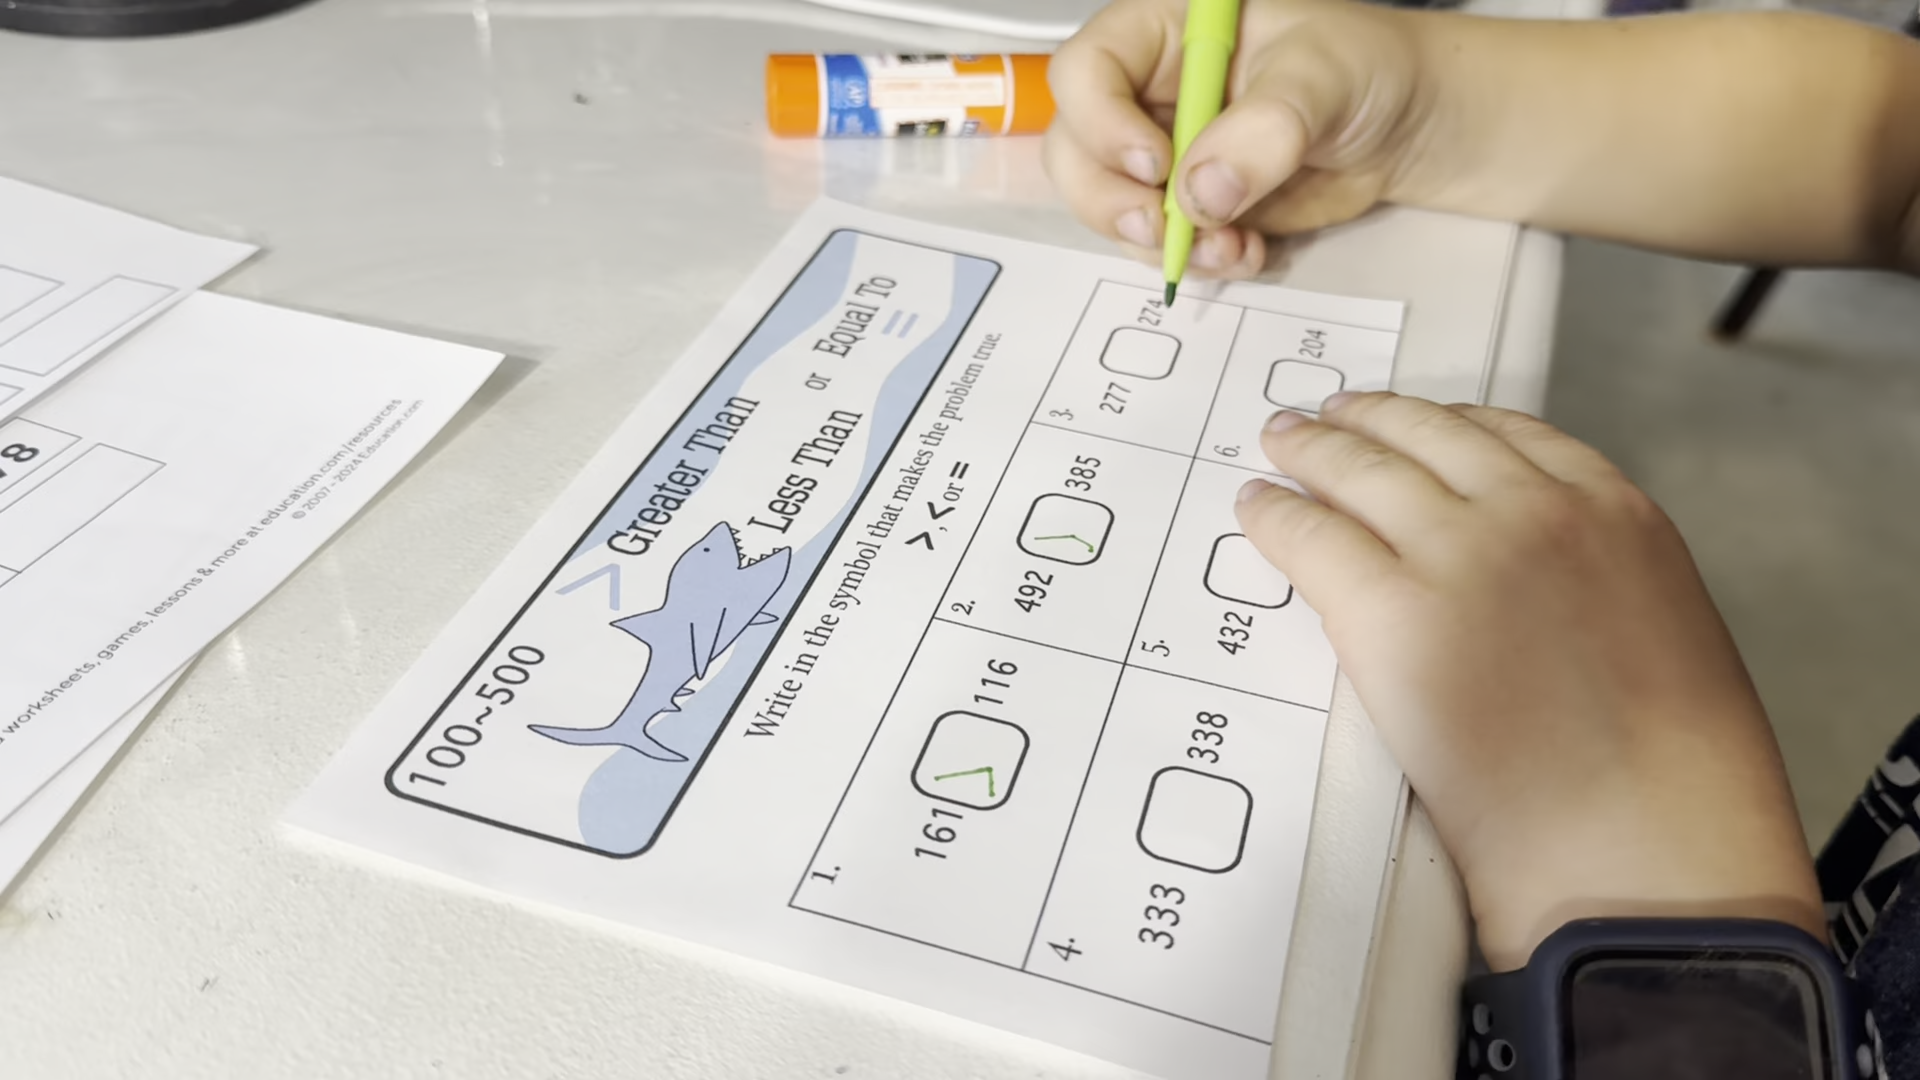 100~500
> Greater Than
Less Than
or Equal To
=
Write in the symbol that makes the problem true.
>, < or =
1.
161 > 116
2.
492 > 385
3.
277 274
4.
333 338
5.
432
6.
204
8
worksheets, games, lessons & more at education.com/resources
© 2007 - 2024 Education.com
AP